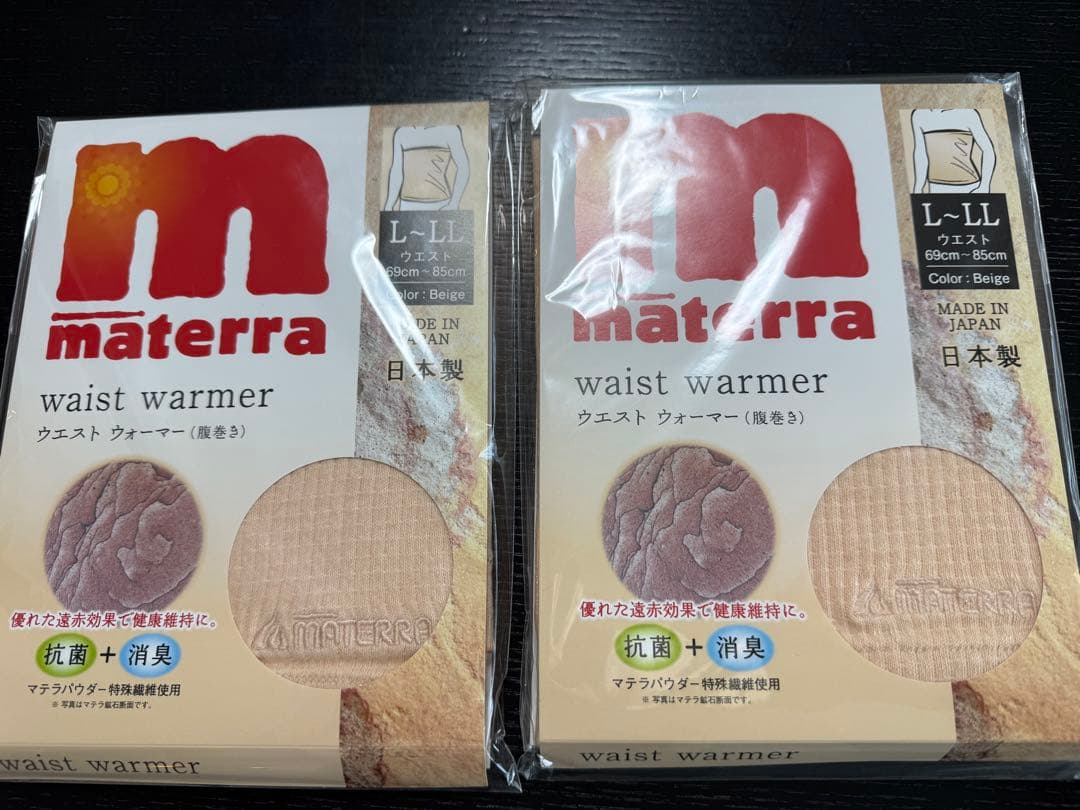 m
materra
waist warmer
ウエスト ウォーマー(腹巻き)
L~LL
ウエスト
69cm~85cm
Color : Beige
MADE IN
JAPAN
日本製
MATERRA
優れた遠赤効果で健康維持に。
抗菌+消臭
マテラパウダー特殊繊維使用
※ 写真はマテラ鉱石断面です。
waist warmer
m
materra
waist warmer
ウエスト ウォーマー(腹巻き)
L~LL
ウエスト
69cm~85cm
Color : Beige
MADE IN
JAPAN
日本製
MATERRA
優れた遠赤効果で健康維持に。
抗菌+消臭
マテラパウダー特殊繊維使用
※ 写真はマテラ鉱石断面です。
waist warmer